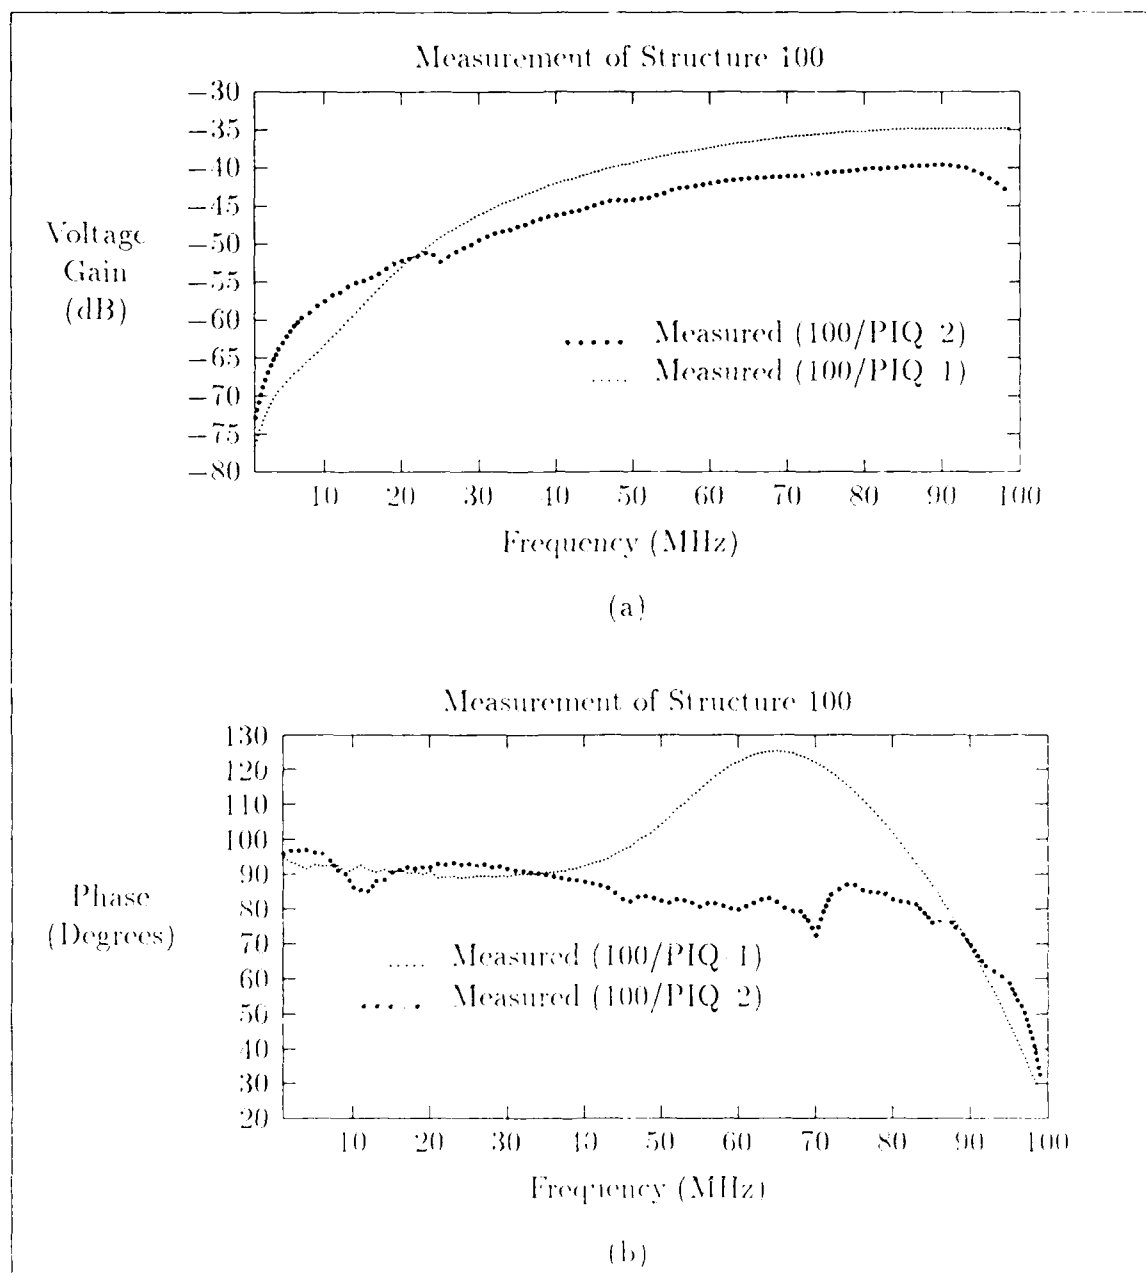 Measurement of Structure 100
−30
−35
−40
−45
−50
−55
−60
−65
−70
−75
−80
Voltage
Gain
(dB)
Measured (100/PIQ 2)
Measured (100/PIQ 1)
10 20 30 40 50 60 70 80 90 100
Frequency (MHz)
(a)
Measurement of Structure 100
130
120
110
100
90
80
70
60
50
40
30
20
Phase
(Degrees)
Measured (100/PIQ 1)
Measured (100/PIQ 2)
10 20 30 40 50 60 70 80 90 100
Frequency (MHz)
(b)